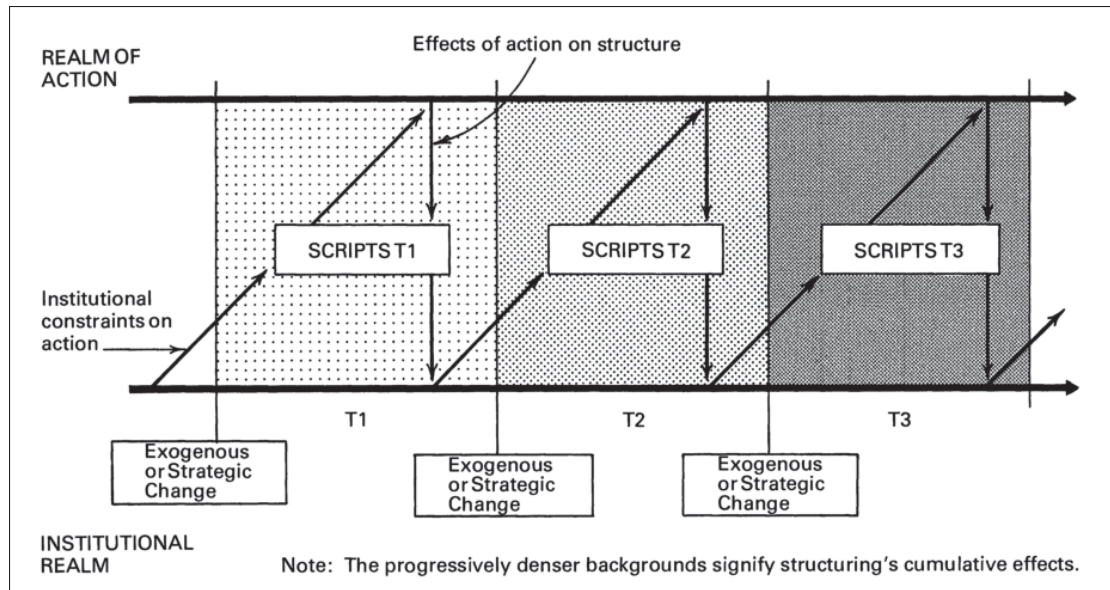 REALM OF
ACTION
Effects of action on structure
SCRIPTS T1
SCRIPTS T2
SCRIPTS T3
Institutional
constraints on
action
T1
T2
T3
Exogenous
or Strategic
Change
Exogenous
or Strategic
Change
Exogenous
or Strategic
Change
INSTITUTIONAL
REALM
Note: The progressively denser backgrounds signify structuring's cumulative effects.